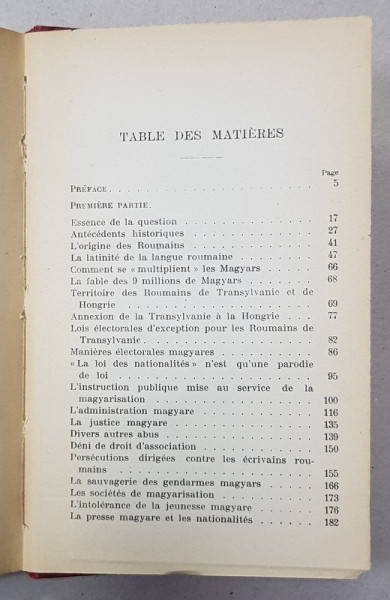 TABLE DES MATIÈRES
Page
PRÉFACE. . . . . . . . . . . . . . . . . . . 5
PREMIÈRE PARTIE.
Essence de la question . . . . . . . . . . . 17
Antécédents historiques . . . . . . . . . . . 27
L'origine des Roumains . . . . . . . . . . . 41
La latinité de la langue roumaine . . . . . . . 47
Comment se «multiplient» les Magyars . . . . . 66
La fable des 9 millions de Magyars . . . . . . 68
Territoire des Roumains de Transylvanie et de
Hongrie . . . . . . . . . . . . . . . . 69
Annexion de la Transylvanie à la Hongrie . . . 77
Lois électorales d'exception pour les Roumains de
Transylvanie. . . . . . . . . . . . . . . 82
Manières électorales magyares . . . . . . . . 86
«La loi des nationalités» n'est qu'une parodie
de loi . . . . . . . . . . . . . . . . . 95
L'instruction publique mise au service de la
magyarisation . . . . . . . . . . . . . . 100
L'administration magyare . . . . . . . . . . 116
La justice magyare . . . . . . . . . . . . . 135
Divers autres abus . . . . . . . . . . . . . 139
Déni de droit d'association . . . . . . . . . . 150
Persécutions dirigées contre les écrivains rou-
mains . . . . . . . . . . . . . . . . . 155
La sauvagerie des gendarmes magyars . . . . . 166
Les sociétés de magyarisation . . . . . . . . 173
L'intolérance de la jeunesse magyare . . . . . 176
La presse magyare et les nationalités . . . . . . 182